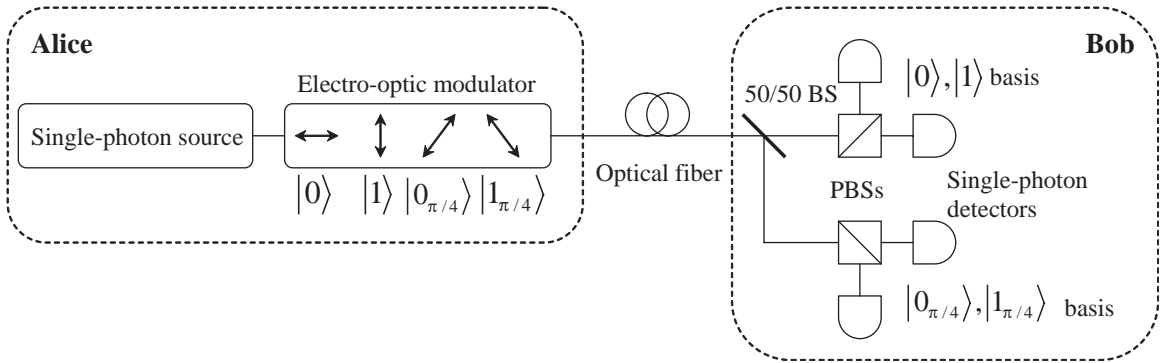 Alice
Bob
Electro-optic modulator
Single-photon source
|0⟩ |1⟩ |0π/4⟩ |1π/4⟩
Optical fiber
50/50 BS
|0⟩,|1⟩ basis
PBSs
Single-photon
detectors
|0π/4⟩,|1π/4⟩ basis